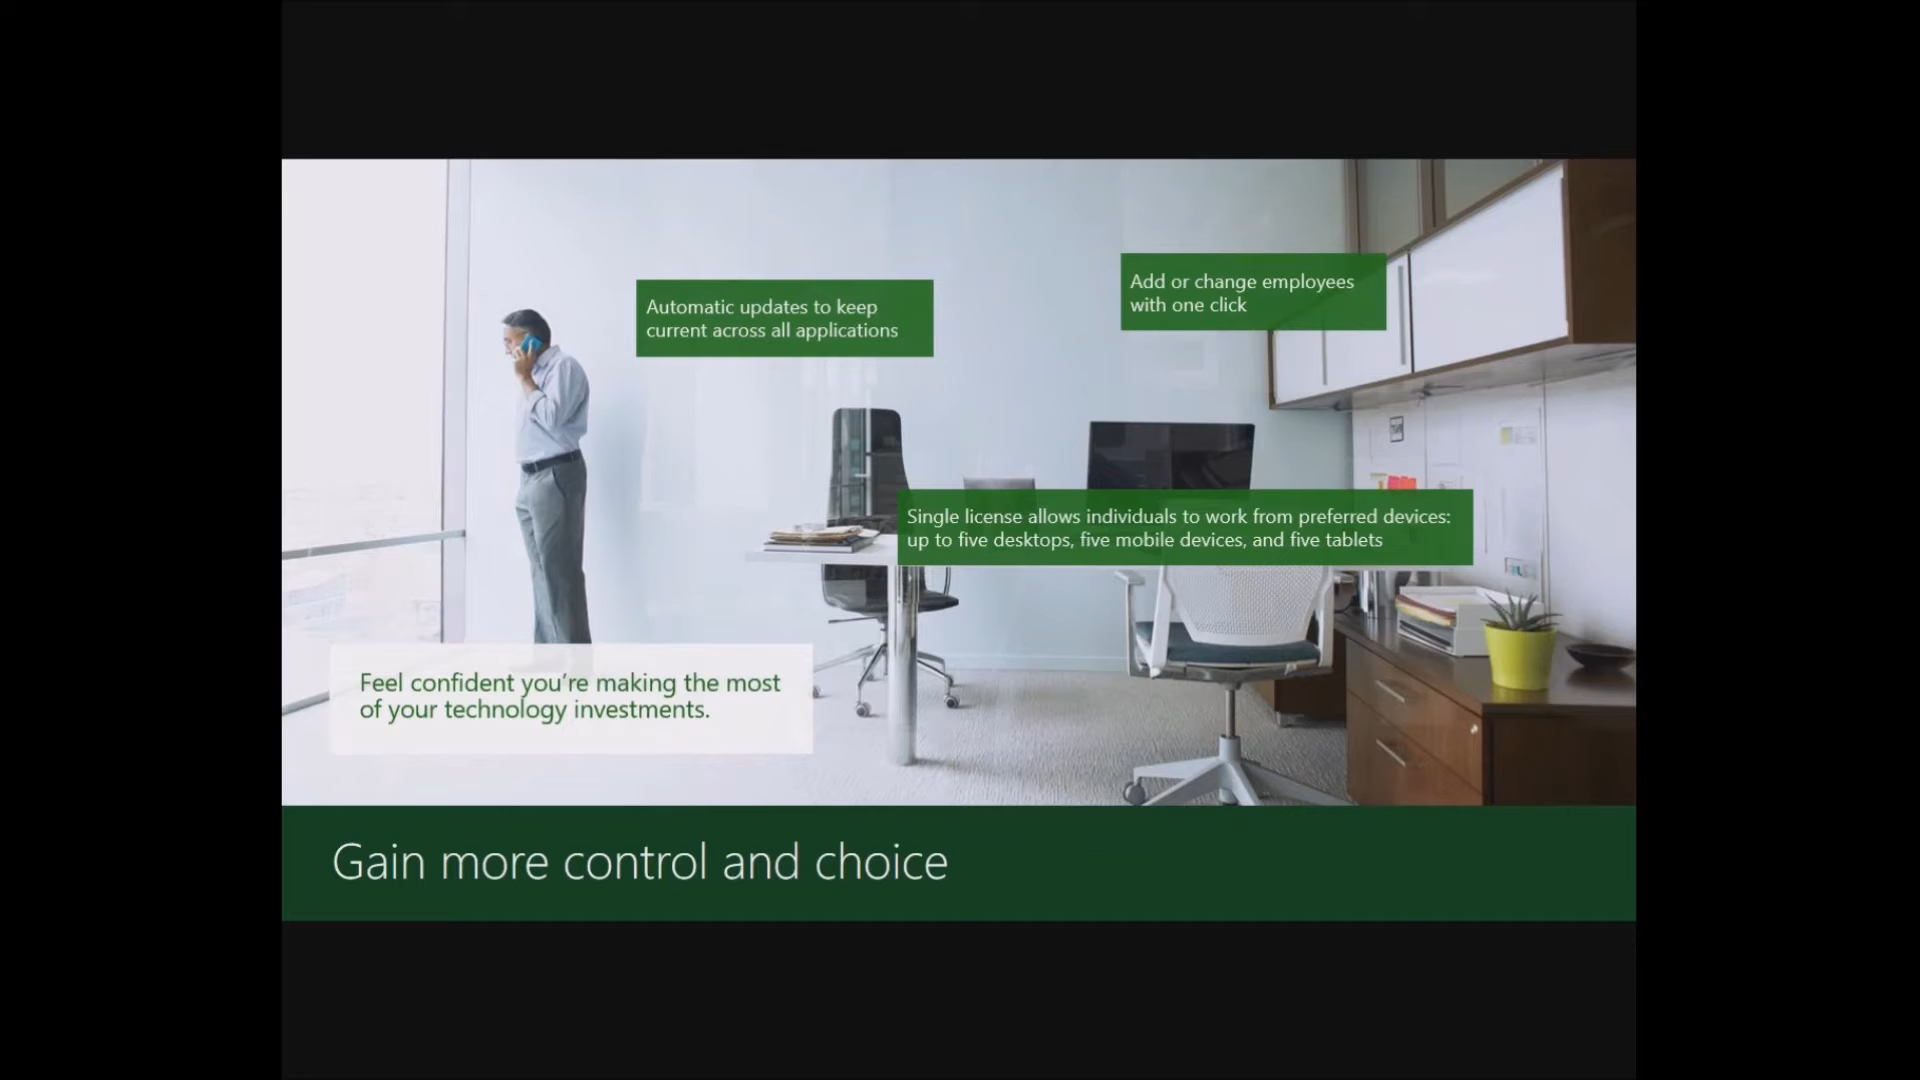 Automatic updates to keep
current across all applications
Add or change employees
with one click
Single license allows individuals to work from preferred devices:
up to five desktops, five mobile devices, and five tablets
Feel confident you're making the most
of your technology investments.
Gain more control and choice